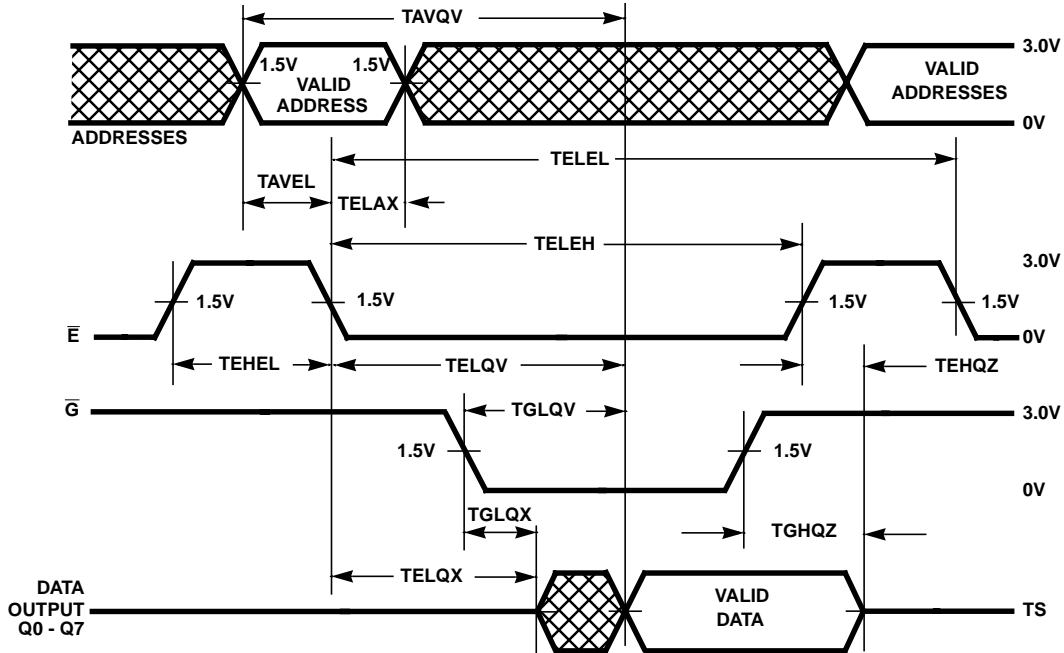 TAVQV
3.0V
1.5V
1.5V
VALID
ADDRESS
VALID
ADDRESSES
0V
ADDRESSES
TELEL
TAVEL
TELAX
TELEH
3.0V
1.5V
1.5V
1.5V
1.5V
E
0V
TEHEL
TELQV
TEHQZ
G
TGLQV
3.0V
1.5V
1.5V
0V
TGLQX
TGHQZ
TELQX
DATA
OUTPUT
Q0 - Q7
VALID
DATA
TS